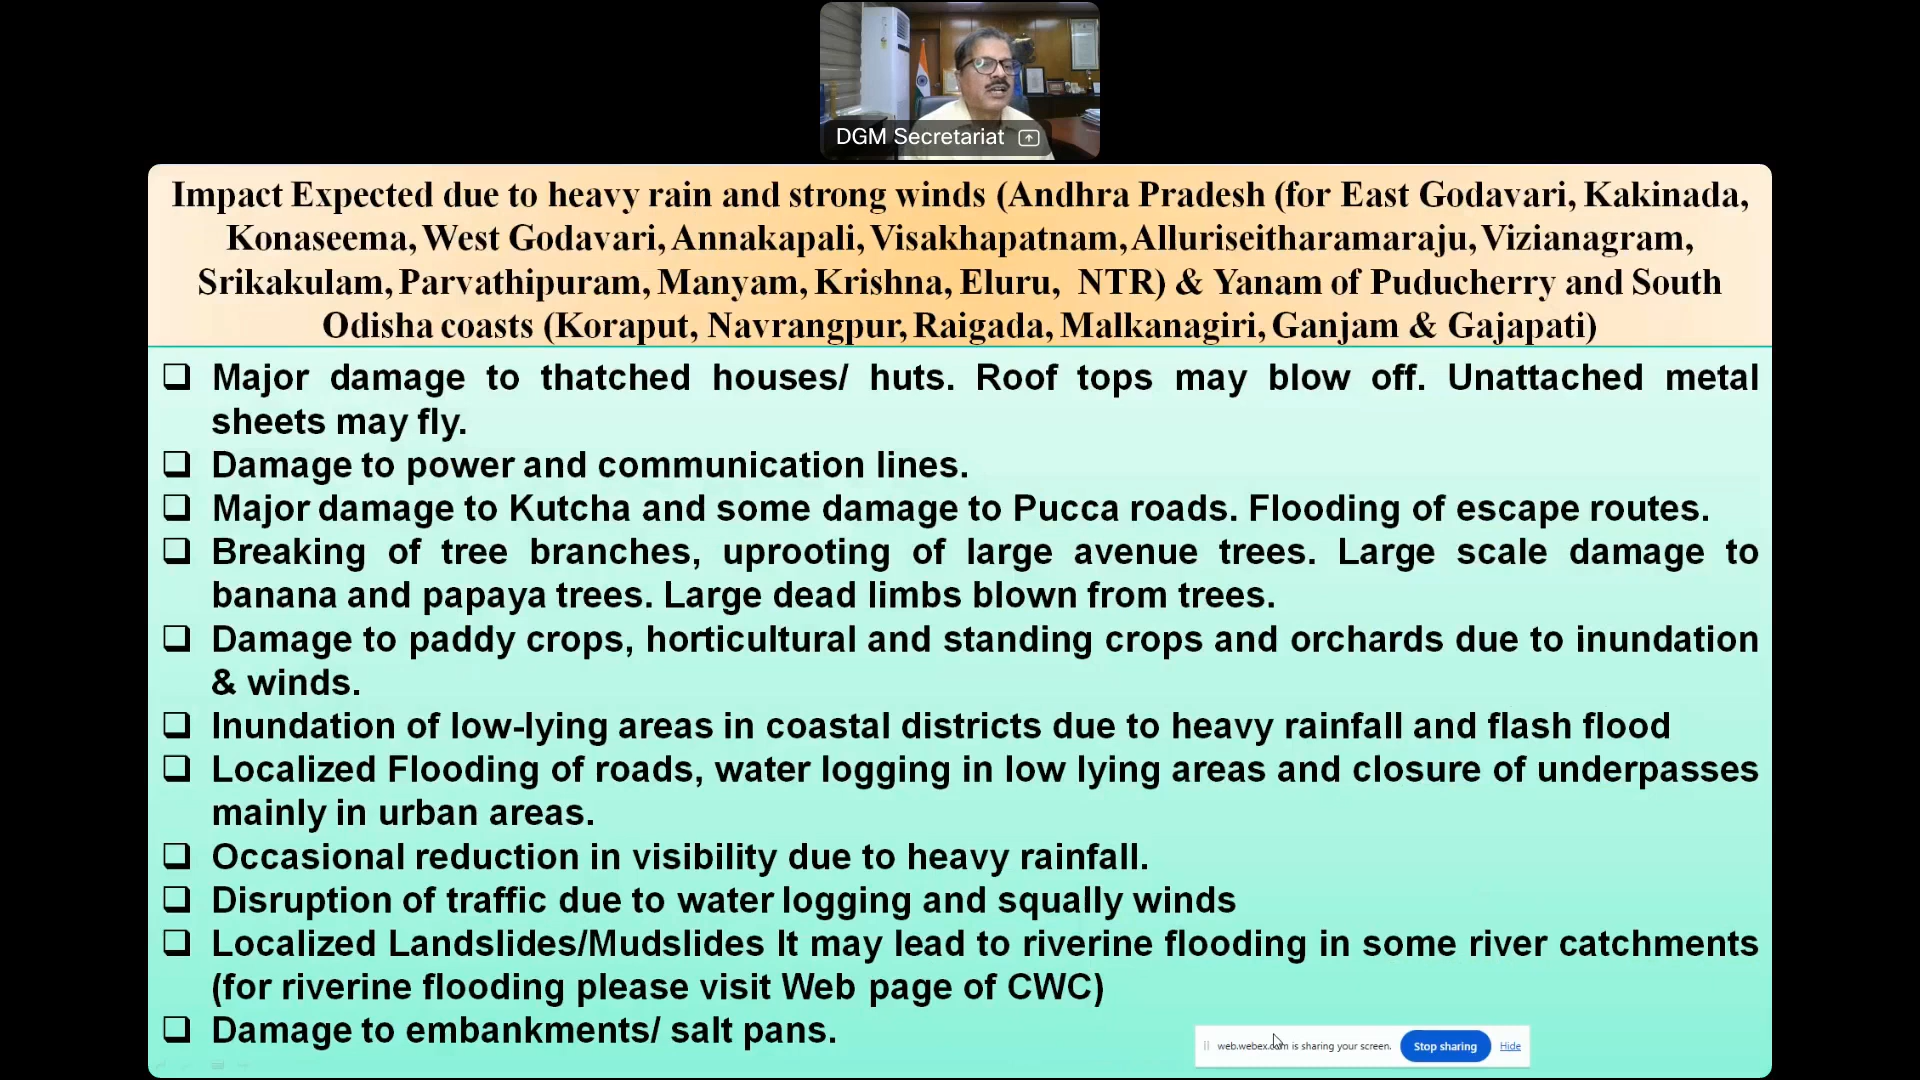 DGM Secretariat
Impact Expected due to heavy rain and strong winds (Andhra Pradesh (for East Godavari, Kakinada,
Konaseema, West Godavari, Annakapali, Visakhapatnam, Alluriseitharamaraju, Vizianagram,
Srikakulam, Parvathipuram, Manyam, Krishna, Eluru, NTR) & Yanam of Puducherry and South
Odisha coasts (Koraput, Navrangpur, Raigada, Malkanagiri, Ganjam & Gajapati)
Major damage to thatched houses/ huts. Roof tops may blow off. Unattached metal
sheets may fly.
Damage to power and communication lines.
Major damage to Kutcha and some damage to Pucca roads. Flooding of escape routes.
Breaking of tree branches, uprooting of large avenue trees. Large scale damage to
banana and papaya trees. Large dead limbs blown from trees.
Damage to paddy crops, horticultural and standing crops and orchards due to inundation
& winds.
Inundation of low-lying areas in coastal districts due to heavy rainfall and flash flood
Localized Flooding of roads, water logging in low lying areas and closure of underpasses
mainly in urban areas.
Occasional reduction in visibility due to heavy rainfall.
Disruption of traffic due to water logging and squally winds
Localized Landslides/Mudslides It may lead to riverine flooding in some river catchments
(for riverine flooding please visit Web page of CWC)
Damage to embankments/ salt pans.
web.webex.com is sharing your screen. Stop sharing Hide